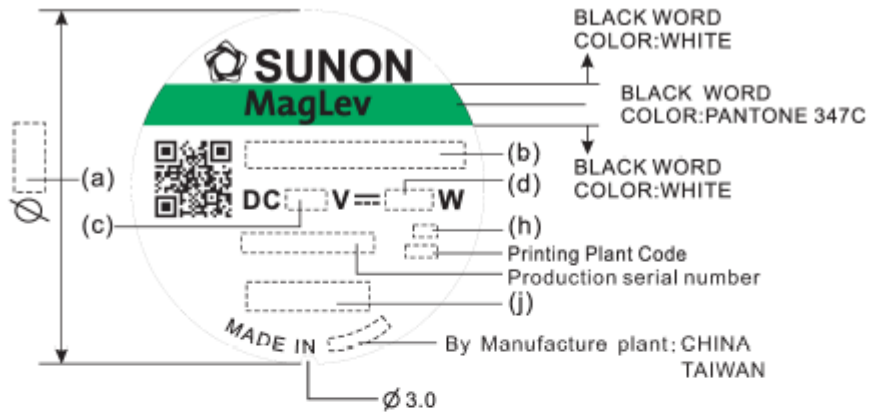 BLACK WORD
COLOR:WHITE
SUNON
MagLev
BLACK WORD
COLOR:PANTONE 347C
(a)
(b)
BLACK WORD
COLOR:WHITE
(d)
DC V W
(c)
(h)
Printing Plant Code
Production serial number
(j)
MADE IN
By Manufacture plant: CHINA
TAIWAN
Ø
Ø 3.0